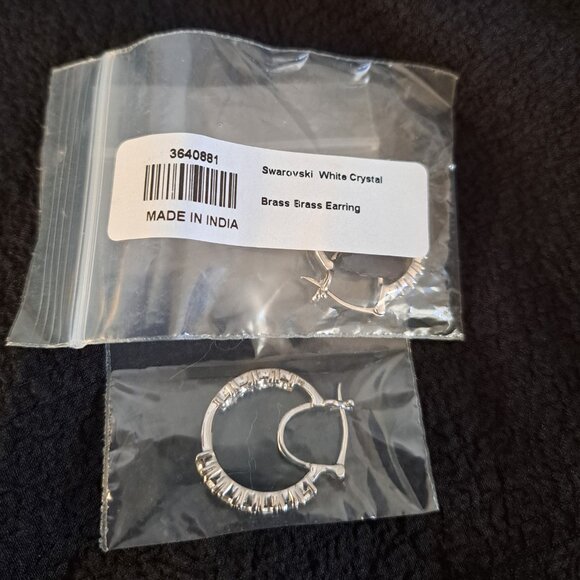 3640881
Swarovski White Crystal
Brass Brass Earring
MADE IN INDIA